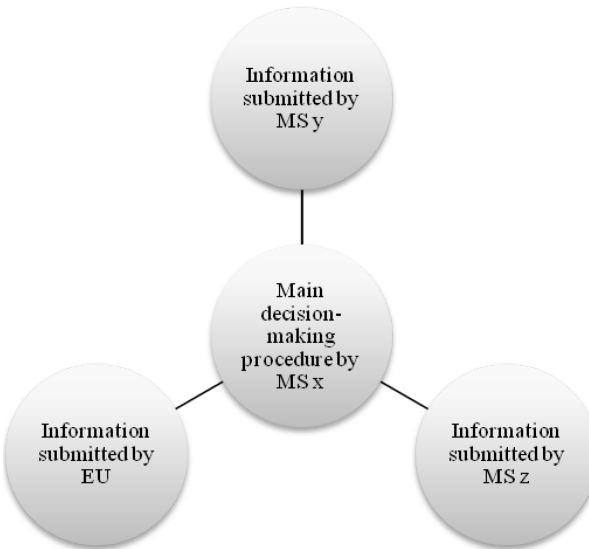 Information
submitted by
MS y
Main
decision-
making
procedure by
MS x
Information
submitted by
EU
Information
submitted by
MS z